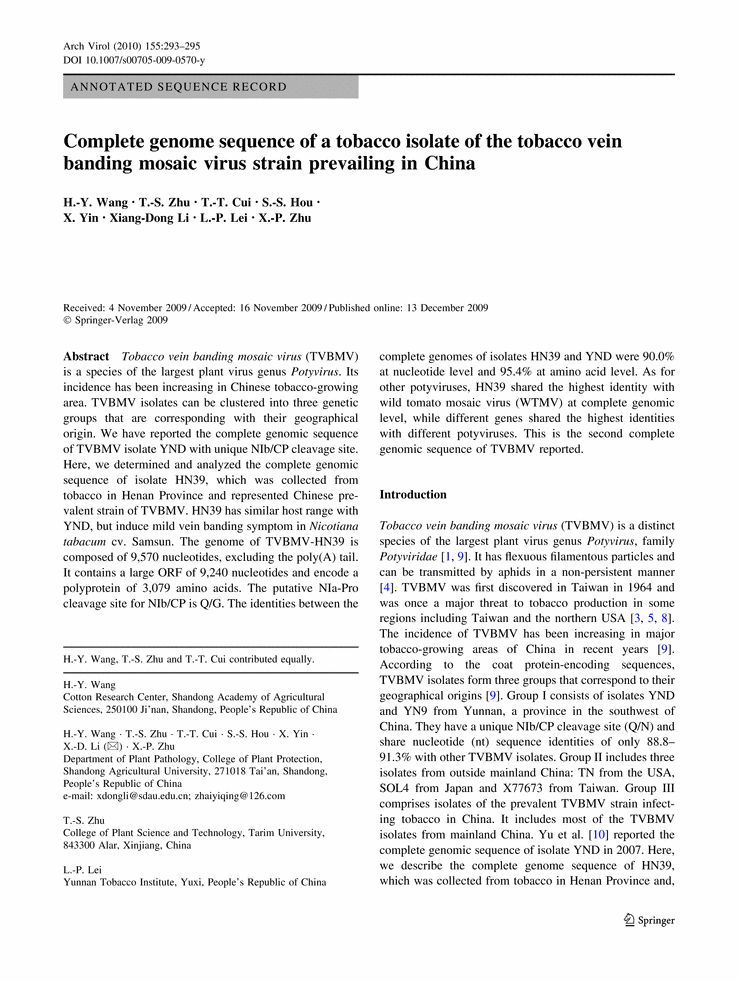 Arch Virol (2010) 155:293–295
DOI 10.1007/s00705-009-0570-y
ANNOTATED SEQUENCE RECORD
Complete genome sequence of a tobacco isolate of the tobacco vein
banding mosaic virus strain prevailing in China
H.-Y. Wang · T.-S. Zhu · T.-T. Cui · S.-S. Hou ·
X. Yin · Xiang-Dong Li · L.-P. Lei · X.-P. Zhu
Received: 4 November 2009 / Accepted: 16 November 2009 / Published online: 13 December 2009
© Springer-Verlag 2009
Abstract Tobacco vein banding mosaic virus (TVBMV)
is a species of the largest plant virus genus Potyvirus. Its
incidence has been increasing in Chinese tobacco-growing
area. TVBMV isolates can be clustered into three genetic
groups that are corresponding with their geographical
origin. We have reported the complete genomic sequence
of TVBMV isolate YND with unique NIb/CP cleavage site.
Here, we determined and analyzed the complete genomic
sequence of isolate HN39, which was collected from
tobacco in Henan Province and represented Chinese pre-
valent strain of TVBMV. HN39 has similar host range with
YND, but induce mild vein banding symptom in Nicotiana
tabacum cv. Samsun. The genome of TVBMV-HN39 is
composed of 9,570 nucleotides, excluding the poly(A) tail.
It contains a large ORF of 9,240 nucleotides and encode a
polyprotein of 3,079 amino acids. The putative NIa-Pro
cleavage site for NIb/CP is Q/G. The identities between the
H.-Y. Wang, T.-S. Zhu and T.-T. Cui contributed equally.
H.-Y. Wang
Cotton Research Center, Shandong Academy of Agricultural
Sciences, 250100 Ji'nan, Shandong, People's Republic of China
H.-Y. Wang · T.-S. Zhu · T.-T. Cui · S.-S. Hou · X. Yin ·
X.-D. Li (✉) · X.-P. Zhu
Department of Plant Pathology, College of Plant Protection,
Shandong Agricultural University, 271018 Tai'an, Shandong,
People's Republic of China
e-mail: xdongli@sdau.edu.cn; zhaiyiqing@126.com
T.-S. Zhu
College of Plant Science and Technology, Tarim University,
843300 Alar, Xinjiang, China
L.-P. Lei
Yunnan Tobacco Institute, Yuxi, People's Republic of China
complete genomes of isolates HN39 and YND were 90.0%
at nucleotide level and 95.4% at amino acid level. As for
other potyviruses, HN39 shared the highest identity with
wild tomato mosaic virus (WTMV) at complete genomic
level, while different genes shared the highest identities
with different potyviruses. This is the second complete
genomic sequence of TVBMV reported.
Introduction
Tobacco vein banding mosaic virus (TVBMV) is a distinct
species of the largest plant virus genus Potyvirus, family
Potyviridae [1, 9]. It has flexuous filamentous particles and
can be transmitted by aphids in a non-persistent manner
[4]. TVBMV was first discovered in Taiwan in 1964 and
was once a major threat to tobacco production in some
regions including Taiwan and the northern USA [3, 5, 8].
The incidence of TVBMV has been increasing in major
tobacco-growing areas of China in recent years [9].
According to the coat protein-encoding sequences,
TVBMV isolates form three groups that correspond to their
geographical origins [9]. Group I consists of isolates YND
and YN9 from Yunnan, a province in the southwest of
China. They have a unique NIb/CP cleavage site (Q/N) and
share nucleotide (nt) sequence identities of only 88.8–
91.3% with other TVBMV isolates. Group II includes three
isolates from outside mainland China: TN from the USA,
SOL4 from Japan and X77673 from Taiwan. Group III
comprises isolates of the prevalent TVBMV strain infect-
ing tobacco in China. It includes most of the TVBMV
isolates from mainland China. Yu et al. [10] reported the
complete genomic sequence of isolate YND in 2007. Here,
we describe the complete genome sequence of HN39,
which was collected from tobacco in Henan Province and,
Springer